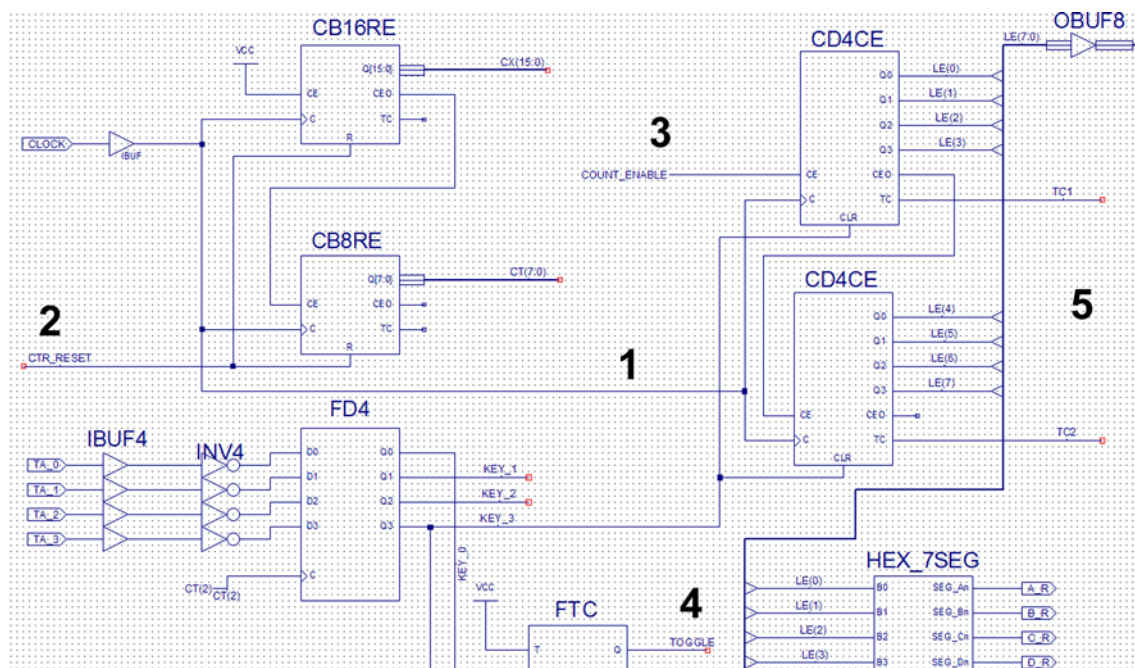 OBUF8
CB16RE
CD4CE
LE(7:0)
VCC
Q[15:0] CX(15:0)
Q0 LE(0)
CE CEO
Q1 LE(1)
C TC
Q2 LE(2)
CLOCK IBUF
R
3
Q3 LE(3)
COUNT_ENABLE CE CEO
C TC TC1
CLR
CB8RE
Q[7:0] CT(7:0)
CD4CE
CE CEO
5
2
C TC
Q0 LE(4)
R
Q1 LE(5)
CTR_RESET
1
Q2 LE(6)
Q3 LE(7)
FD4
CE CEO
IBUF4 INV4
C TC TC2
CLR
TA_0 D0 Q0
TA_1 D1 Q1 KEY_1
TA_2 D2 Q2 KEY_2
TA_3 D3 Q3 KEY_3
KEY_0
C
CT(2) CT(2)
HEX_7SEG
VCC
4
FTC
T Q TOGGLE
LE(0) B0 SEG_An A_R
LE(1) B1 SEG_Bn B_R
LE(2) B2 SEG_Cn C_R
LE(3) B3 SEG_Dn D_R